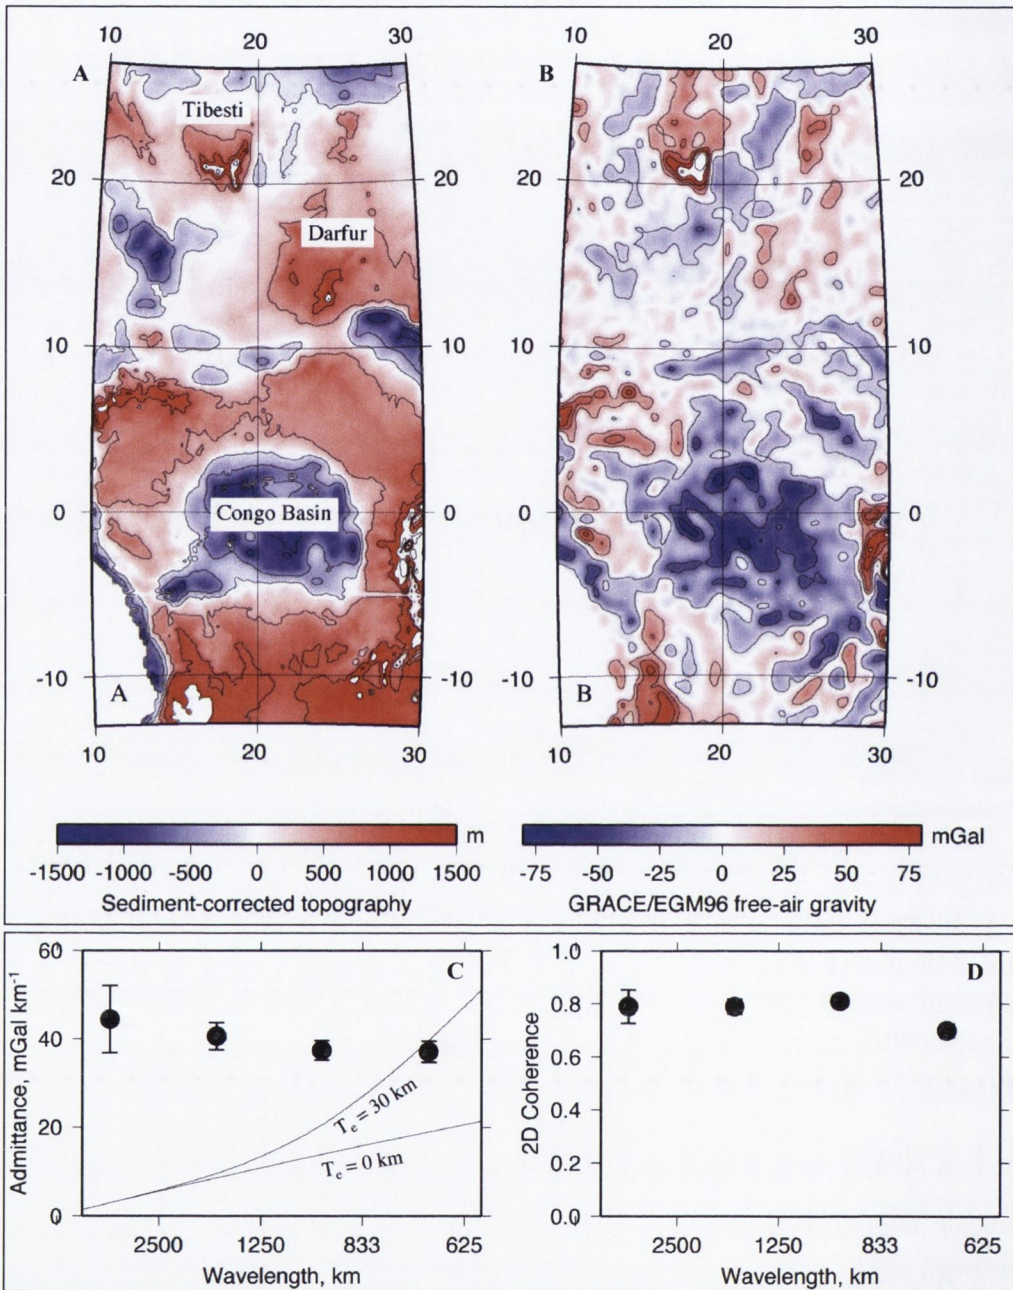 10 20 30
10 20 30
A
B
Tibesti
20 20 20
Darfur
10 10 10
Congo Basin
0 0 0 0
-10 -10 -10
A
B
10 20 30
10 20 30
m
mGal
-1500 -1000 -500 0 500 1000 1500
-75 -50 -25 0 25 50 75
Sediment-corrected topography
GRACE/EGM96 free-air gravity
C
60
40
20
0
Admittance, mGal km-1
Te = 30 km
Te = 0 km
2500 1250 833 625
Wavelength, km
D
1.0
0.8
0.6
0.4
0.2
0.0
2D Coherence
2500 1250 833 625
Wavelength, km